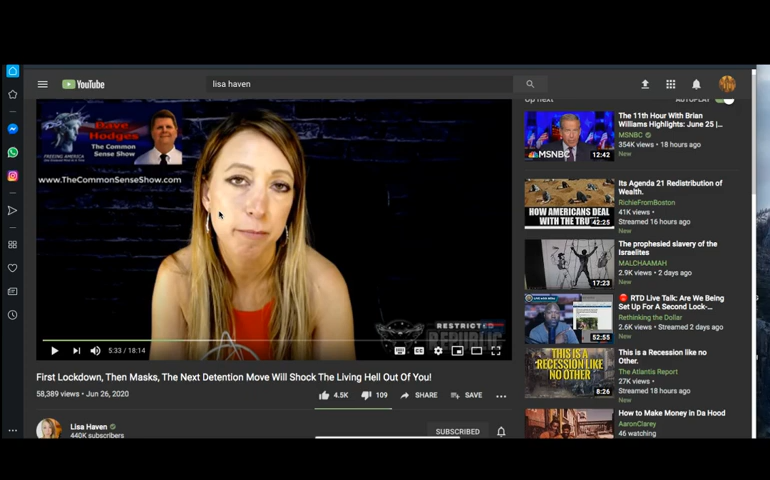 YouTube
lisa haven
Dave
Hodges
The Common
Sense Show
www.TheCommonSenseShow.com
RESTRICTED
REPUBLIC
5:33 / 18:14
First Lockdown, Then Masks, The Next Detention Move Will Shock The Living Hell Out Of You!
58,389 views • Jun 26, 2020
4.5K
109
SHARE
SAVE
Lisa Haven
440K subscribers
SUBSCRIBED
Up next
AUTOPLAY
MSNBC
12:42
The 11th Hour With Brian
Williams Highlights: June 25 |...
MSNBC
354K views • 18 hours ago
New
HOW AMERICANS DEAL
WITH THE TRU
42:25
Its Agenda 21 Redistribution of
Wealth.
RichieFromBoston
41K views •
Streamed 16 hours ago
New
17:23
The prophesied slavery of the
Israelites
MALCHAAMAH
2.9K views • 2 days ago
New
52:55
RTD Live Talk: Are We Being
Set Up For A Second Lock-...
Rethinking the Dollar
2.6K views • Streamed 2 days ago
New
THIS IS A
RECESSION LIKE
NO OTHER
8:26
This is a Recession like no
Other.
The Atlantis Report
27K views •
Streamed 18 hours ago
New
How to Make Money in Da Hood
AaronClarey
46 watching